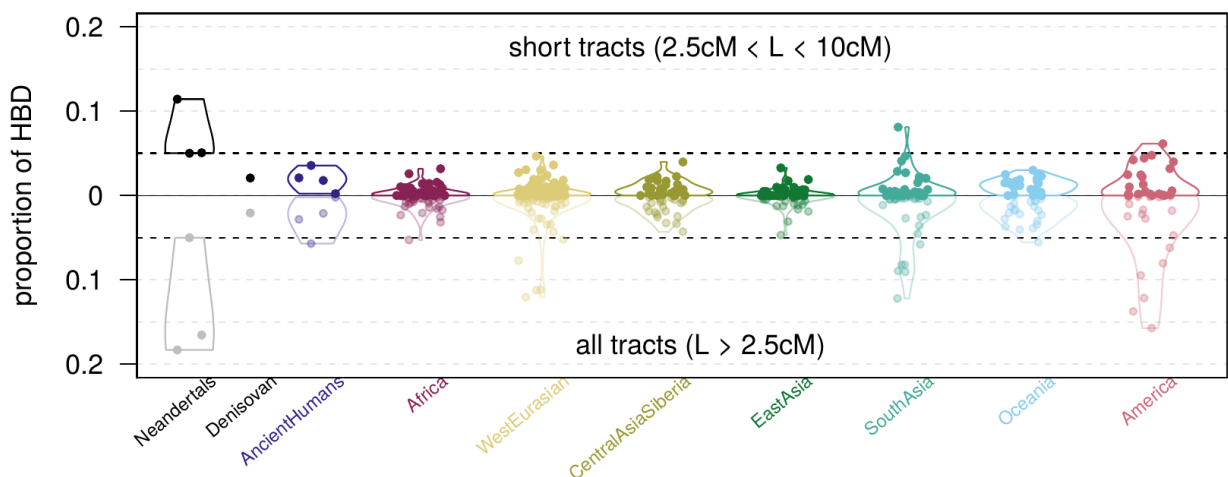 proportion of HBD
0.2
0.1
0
0.1
0.2
short tracts (2.5cM < L < 10cM)
all tracts (L > 2.5cM)
Neandertals
Denisovan
AncientHumans
Africa
WestEurasian
CentralAsiaSiberia
EastAsia
SouthAsia
Oceania
America